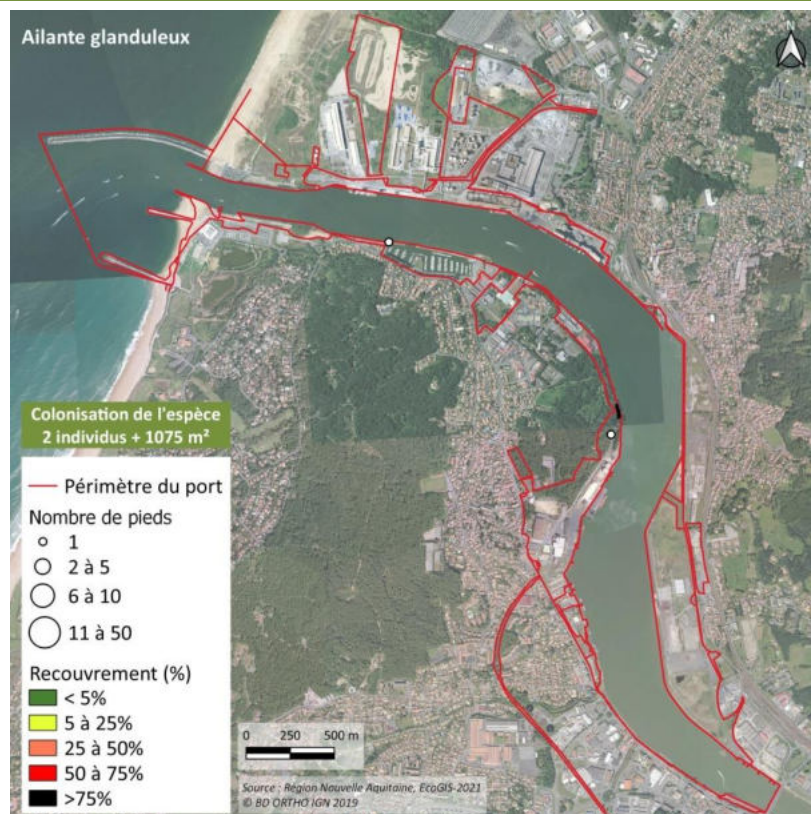 Ailante glanduleux
N
Colonisation de l'espèce
2 individus + 1075 m²
Périmètre du port
Nombre de pieds
1
2 à 5
6 à 10
11 à 50
Recouvrement (%)
< 5%
5 à 25%
25 à 50%
50 à 75%
>75%
0 250 500 m
Source : Région Nouvelle Aquitaine, EcoGIS-2021
© BD ORTHO IGN 2019